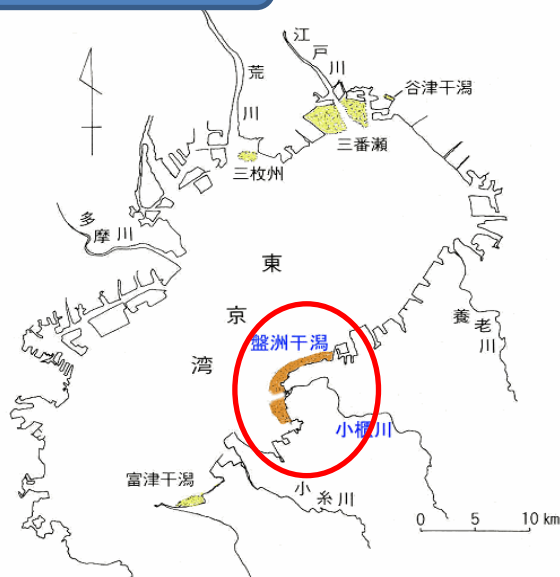 江戸川
荒川
谷津干潟
三番瀬
三枚州
多摩川
東京湾
養老川
盤洲干潟
小櫃川
富津干潟
小糸川
0 5 10 km